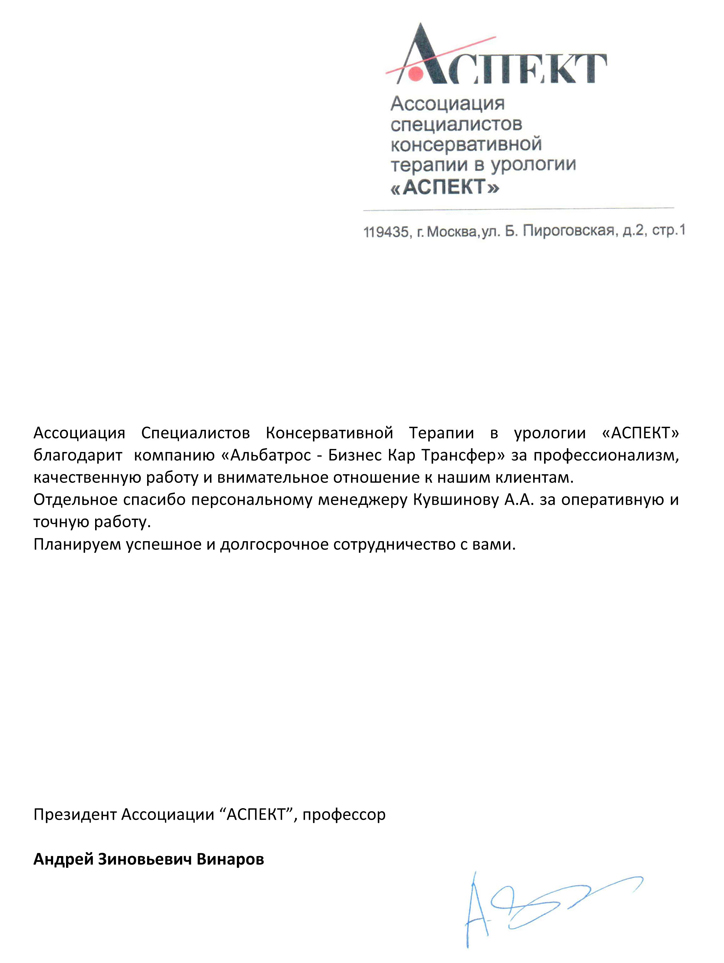 АСПЕКТ
Ассоциация
специалистов
консервативной
терапии в урологии
«АСПЕКТ»
119435, г. Москва,ул. Б. Пироговская, д.2, стр.1
Ассоциация Специалистов Консервативной Терапии в урологии «АСПЕКТ»
благодарит компанию «Альбатрос - Бизнес Кар Трансфер» за профессионализм,
качественную работу и внимательное отношение к нашим клиентам.
Отдельное спасибо персональному менеджеру Кувшинову А.А. за оперативную и
точную работу.
Планируем успешное и долгосрочное сотрудничество с вами.
Президент Ассоциации “АСПЕКТ”, профессор
Андрей Зиновьевич Винаров